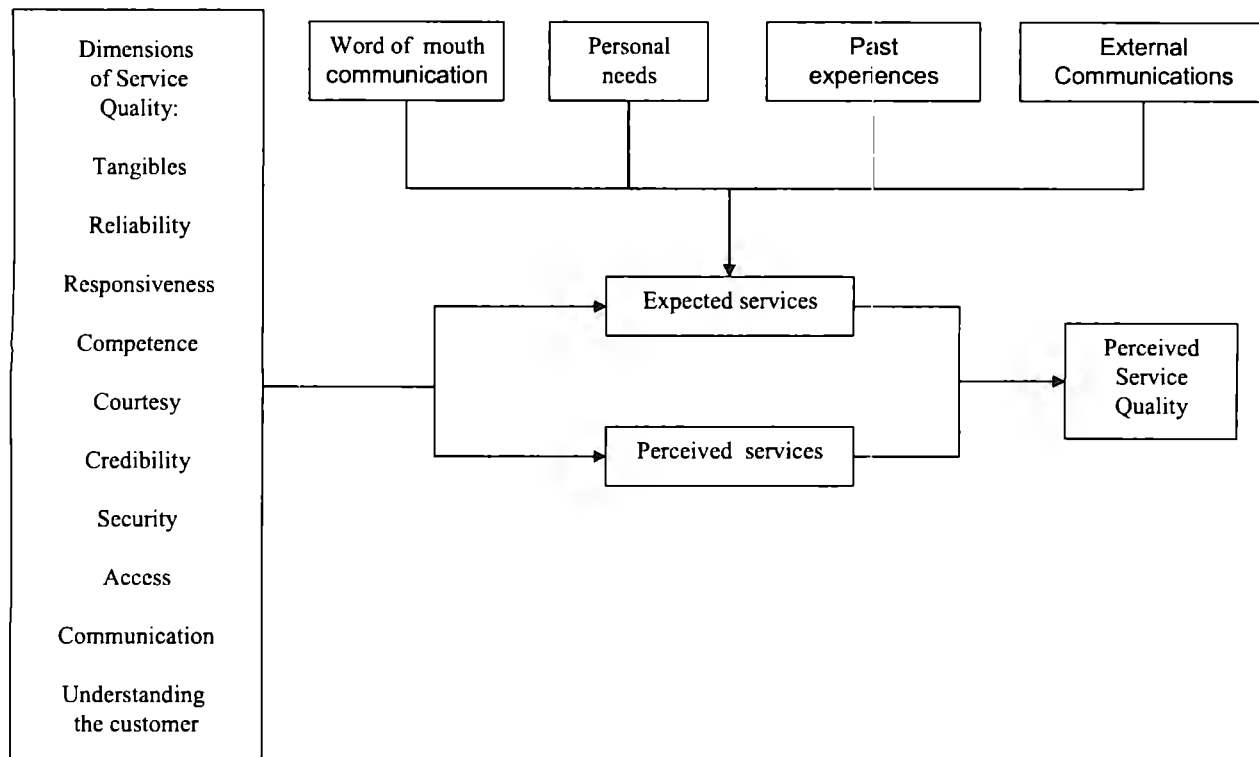 Dimensions
of Service
Quality:
Tangibles
Reliability
Responsiveness
Competence
Courtesy
Credibility
Security
Access
Communication
Understanding
the customer
Word of mouth
communication
Personal
needs
Past
experiences
External
Communications
Expected services
Perceived services
Perceived
Service
Quality